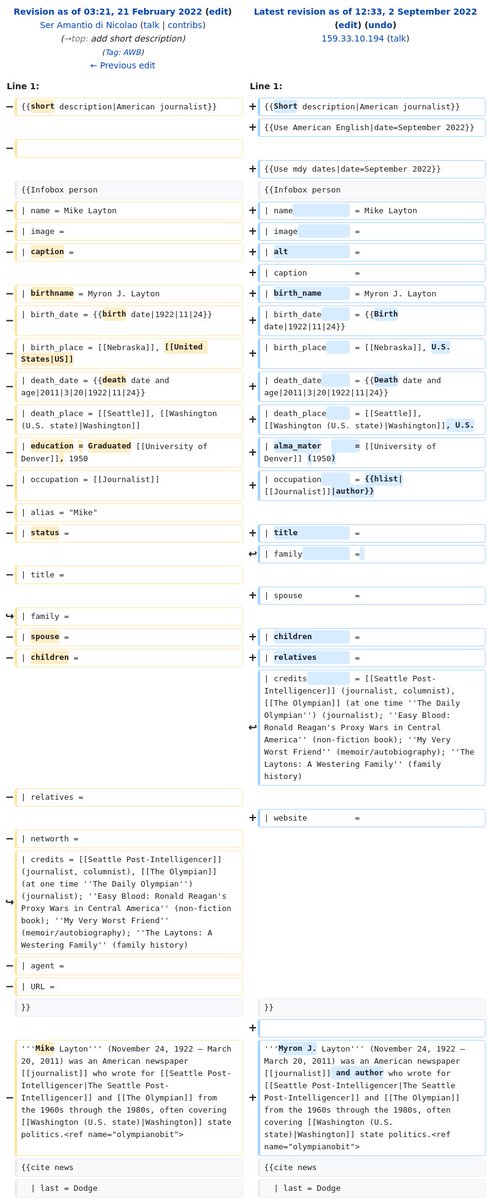 Revision as of 03:21, 21 February 2022 (edit)
Ser Amantio di Nicolao (talk | contribs)
(→top: add short description)
(Tag: AWB)
← Previous edit
Latest revision as of 12:33, 2 September 2022
(edit) (undo)
159.33.10.194 (talk)
Line 1:
Line 1:
− {{short description|American journalist}}
+ {{Short description|American journalist}}
+ {{Use American English|date=September 2022}}
−
+ {{Use mdy dates|date=September 2022}}
{{Infobox person
{{Infobox person
− | name = Mike Layton
+ | name = Mike Layton
− | image =
+ | image =
− | caption =
+ | alt =
+ | caption =
− | birthname = Myron J. Layton
+ | birth_name = Myron J. Layton
− | birth_date = {{birth date|1922|11|24}}
+ | birth_date = {{Birth
date|1922|11|24}}
− | birth_place = [[Nebraska]], [[United
States|US]]
+ | birth_place = [[Nebraska]], U.S.
− | death_date = {{death date and
age|2011|3|20|1922|11|24}}
+ | death_date = {{Death date and
age|2011|3|20|1922|11|24}}
− | death_place = [[Seattle]], [[Washington
(U.S. state)|Washington]]
+ | death_place = [[Seattle]],
[[Washington (U.S. state)|Washington]], U.S.
− | education = Graduated [[University of
Denver]], 1950
+ | alma_mater = [[University of
Denver]] (1950)
− | occupation = [[Journalist]]
+ | occupation = {{hlist|
[[Journalist]]|author}}
− | alias = "Mike"
− | status =
+ | title =
↩ | family =
− | title =
+ | spouse =
↪ | family =
− | spouse =
+ | children =
− | children =
+ | relatives =
↩ | credits = [[Seattle Post-
Intelligencer]] (journalist, columnist),
[[The Olympian]] (at one time ''The Daily
Olympian'') (journalist); ''Easy Blood:
Ronald Reagan's Proxy Wars in Central
America'' (non-fiction book); ''My Very
Worst Friend'' (memoir/autobiography); ''The
Laytons: A Westering Family'' (family
history)
− | relatives =
+ | website =
− | networth =
↪ | credits = [[Seattle Post-Intelligencer]]
(journalist, columnist), [[The Olympian]]
(at one time ''The Daily Olympian'')
(journalist); ''Easy Blood: Ronald Reagan's
Proxy Wars in Central America'' (non-fiction
book); ''My Very Worst Friend''
(memoir/autobiography); ''The Laytons: A
Westering Family'' (family history)
− | agent =
− | URL =
}}
}}
+
− '''Mike Layton''' (November 24, 1922 – March
20, 2011) was an American newspaper
[[journalist]] who wrote for [[Seattle Post-
Intelligencer|The Seattle Post-
Intelligencer]] and [[The Olympian]] from
the 1960s through the 1980s, often covering
[[Washington (U.S. state)|Washington]] state
politics.<ref name="olympianobit">
+ '''Myron J. Layton''' (November 24, 1922 – March
20, 2011) was an American newspaper
[[journalist]] and author who wrote for
[[Seattle Post-Intelligencer|The Seattle
Post-Intelligencer]] and [[The Olympian]]
from the 1960s through the 1980s, often
covering [[Washington (U.S.
state)|Washington]] state politics.<ref
name="olympianobit">
{{cite news
{{cite news
| last = Dodge
| last = Dodge